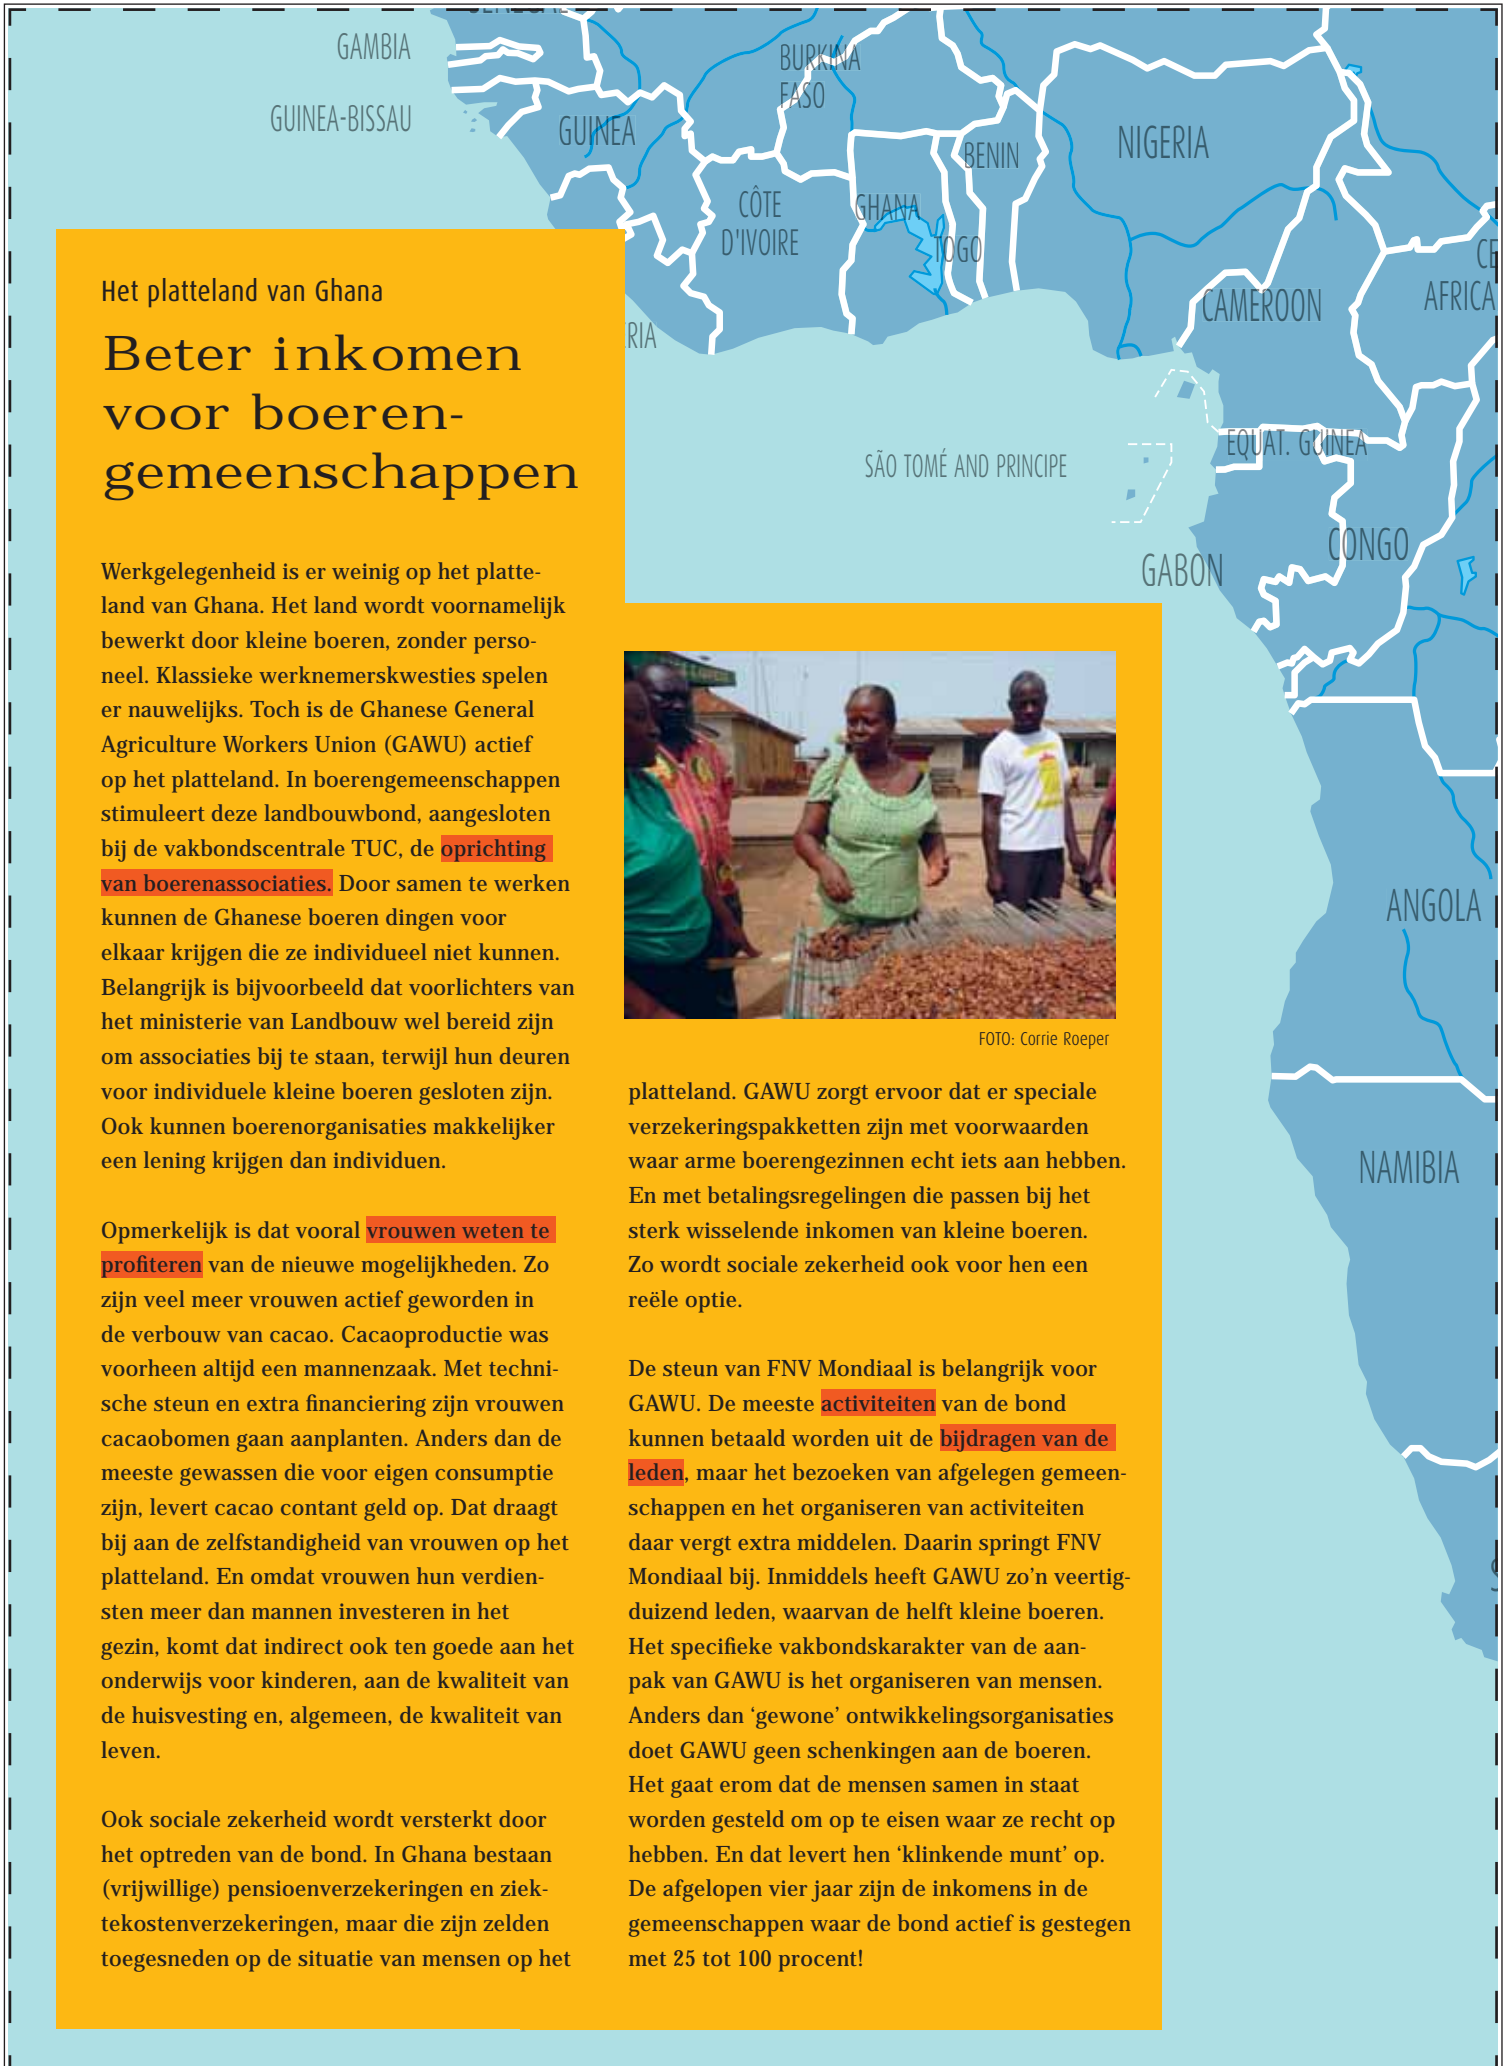 GAMBIA
GUINEA-BISSAU
GUINEA
BURKINA
FASO
BENIN
NIGERIA
CÔTE
D'IVOIRE
GHANA
TOGO
CAMEROON
AFRICA
EQUAT. GUINEA
SÃO TOMÉ AND PRINCIPE
GABON
CONGO
ANGOLA
NAMIBIA
Het platteland van Ghana
Beter inkomen
voor boeren-
gemeenschappen
Werkgelegenheid is er weinig op het platte-
land van Ghana. Het land wordt voornamelijk
bewerkt door kleine boeren, zonder perso-
neel. Klassieke werknemerskwesties spelen
er nauwelijks. Toch is de Ghanese General
Agriculture Workers Union (GAWU) actief
op het platteland. In boerengemeenschappen
stimuleert deze landbouwbond, aangesloten
bij de vakbondscentrale TUC, de oprichting
van boerenassociaties. Door samen te werken
kunnen de Ghanese boeren dingen voor
elkaar krijgen die ze individueel niet kunnen.
Belangrijk is bijvoorbeeld dat voorlichters van
het ministerie van Landbouw wel bereid zijn
om associaties bij te staan, terwijl hun deuren
voor individuele kleine boeren gesloten zijn.
Ook kunnen boerenorganisaties makkelijker
een lening krijgen dan individuen.
Opmerkelijk is dat vooral vrouwen weten te
profiteren van de nieuwe mogelijkheden. Zo
zijn veel meer vrouwen actief geworden in
de verbouw van cacao. Cacaoproductie was
voorheen altijd een mannenzaak. Met techni-
sche steun en extra financiering zijn vrouwen
cacaobomen gaan aanplanten. Anders dan de
meeste gewassen die voor eigen consumptie
zijn, levert cacao contant geld op. Dat draagt
bij aan de zelfstandigheid van vrouwen op het
platteland. En omdat vrouwen hun verdien-
sten meer dan mannen investeren in het
gezin, komt dat indirect ook ten goede aan het
onderwijs voor kinderen, aan de kwaliteit van
de huisvesting en, algemeen, de kwaliteit van
leven.
Ook sociale zekerheid wordt versterkt door
het optreden van de bond. In Ghana bestaan
(vrijwillige) pensioenverzekeringen en ziek-
tekostenverzekeringen, maar die zijn zelden
toegesneden op de situatie van mensen op het
FOTO: Corrie Roeper
platteland. GAWU zorgt ervoor dat er speciale
verzekeringspakketten zijn met voorwaarden
waar arme boerengezinnen echt iets aan hebben.
En met betalingsregelingen die passen bij het
sterk wisselende inkomen van kleine boeren.
Zo wordt sociale zekerheid ook voor hen een
reële optie.
De steun van FNV Mondiaal is belangrijk voor
GAWU. De meeste activiteiten van de bond
kunnen betaald worden uit de bijdragen van de
leden, maar het bezoeken van afgelegen gemeen-
schappen en het organiseren van activiteiten
daar vergt extra middelen. Daarin springt FNV
Mondiaal bij. Inmiddels heeft GAWU zo'n veertig-
duizend leden, waarvan de helft kleine boeren.
Het specifieke vakbondskarakter van de aan-
pak van GAWU is het organiseren van mensen.
Anders dan ‘gewone’ ontwikkelingsorganisaties
doet GAWU geen schenkingen aan de boeren.
Het gaat erom dat de mensen samen in staat
worden gesteld om op te eisen waar ze recht op
hebben. En dat levert hen ‘klinkende munt’ op.
De afgelopen vier jaar zijn de inkomens in de
gemeenschappen waar de bond actief is gestegen
met 25 tot 100 procent!